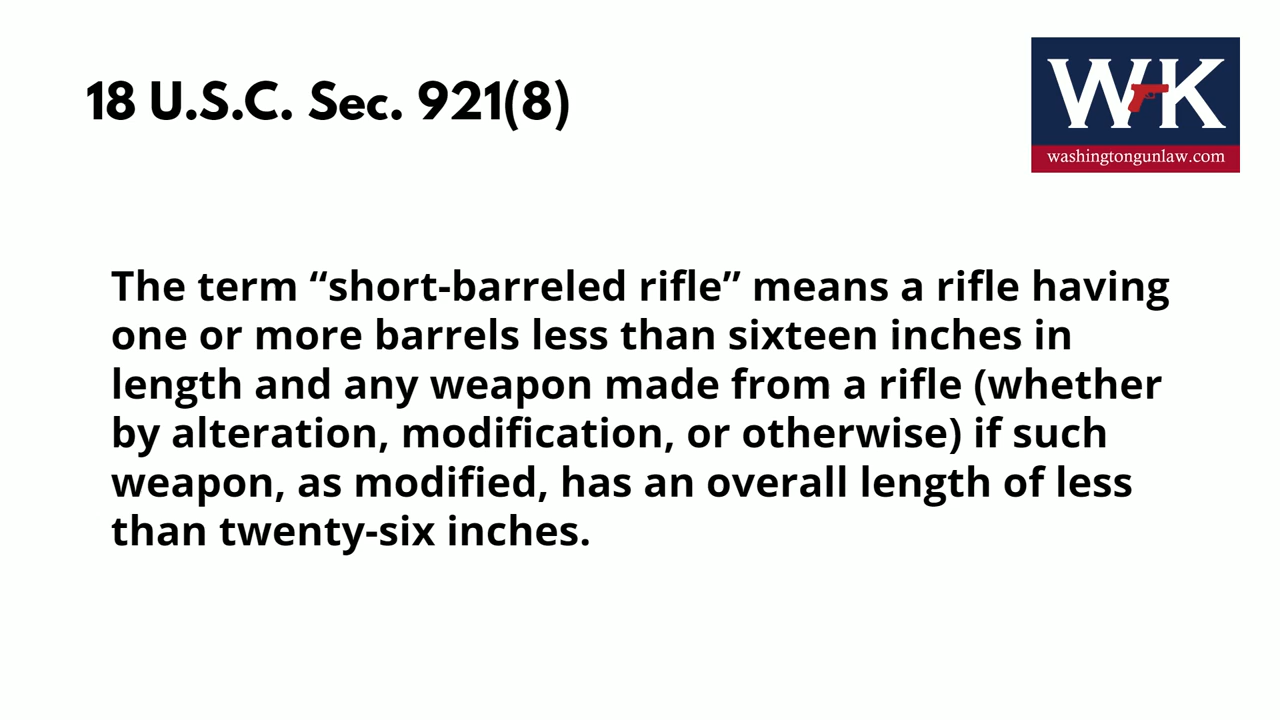 18 U.S.C. Sec. 921(8)
WK
washingtongunlaw.com
The term “short-barreled rifle” means a rifle having
one or more barrels less than sixteen inches in
length and any weapon made from a rifle (whether
by alteration, modification, or otherwise) if such
weapon, as modified, has an overall length of less
than twenty-six inches.